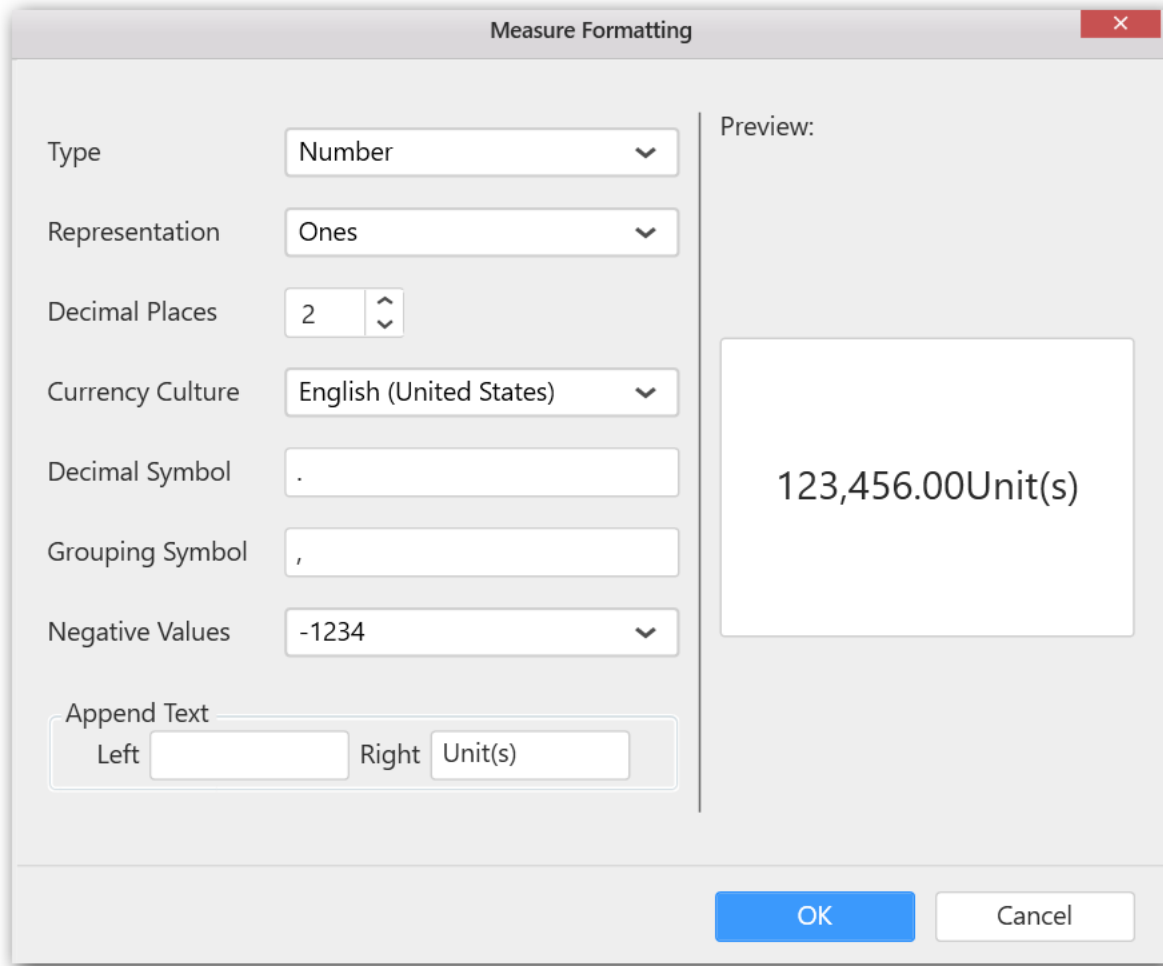 Measure Formatting
Type
Number
Representation
Ones
Decimal Places
2
Currency Culture
English (United States)
Decimal Symbol
.
Grouping Symbol
,
Negative Values
-1234
Append Text
Left
Right
Unit(s)
Preview:
123,456.00Unit(s)
OK
Cancel